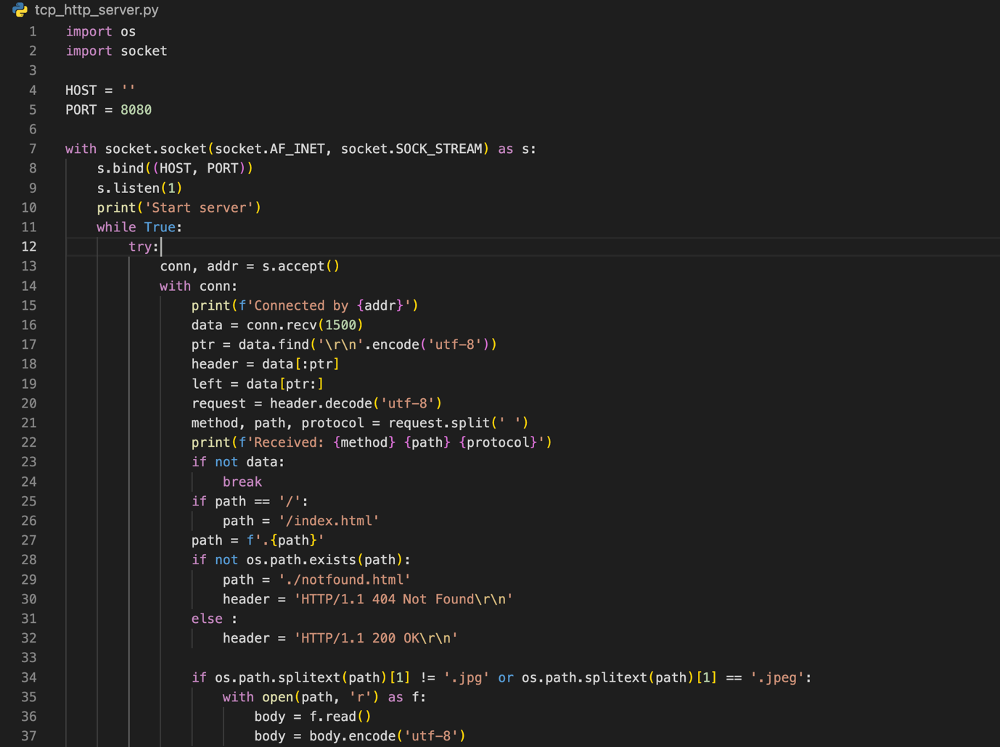 tcp_http_server.py
1 import os
2 import socket
3
4 HOST = ''
5 PORT = 8080
6
7 with socket.socket(socket.AF_INET, socket.SOCK_STREAM) as s:
8     s.bind((HOST, PORT))
9     s.listen(1)
10     print('Start server')
11     while True:
12         try:
13             conn, addr = s.accept()
14             with conn:
15                 print(f'Connected by {addr}')
16                 data = conn.recv(1500)
17                 ptr = data.find('\r\n'.encode('utf-8'))
18                 header = data[:ptr]
19                 left = data[ptr:]
20                 request = header.decode('utf-8')
21                 method, path, protocol = request.split(' ')
22                 print(f'Received: {method} {path} {protocol}')
23                 if not data:
24                     break
25                 if path == '/':
26                     path = '/index.html'
27                 path = f'.{path}'
28                 if not os.path.exists(path):
29                     path = './notfound.html'
30                     header = 'HTTP/1.1 404 Not Found\r\n'
31                 else :
32                     header = 'HTTP/1.1 200 OK\r\n'
33
34                 if os.path.splitext(path)[1] != '.jpg' or os.path.splitext(path)[1] == '.jpeg':
35                     with open(path, 'r') as f:
36                         body = f.read()
37                         body = body.encode('utf-8')